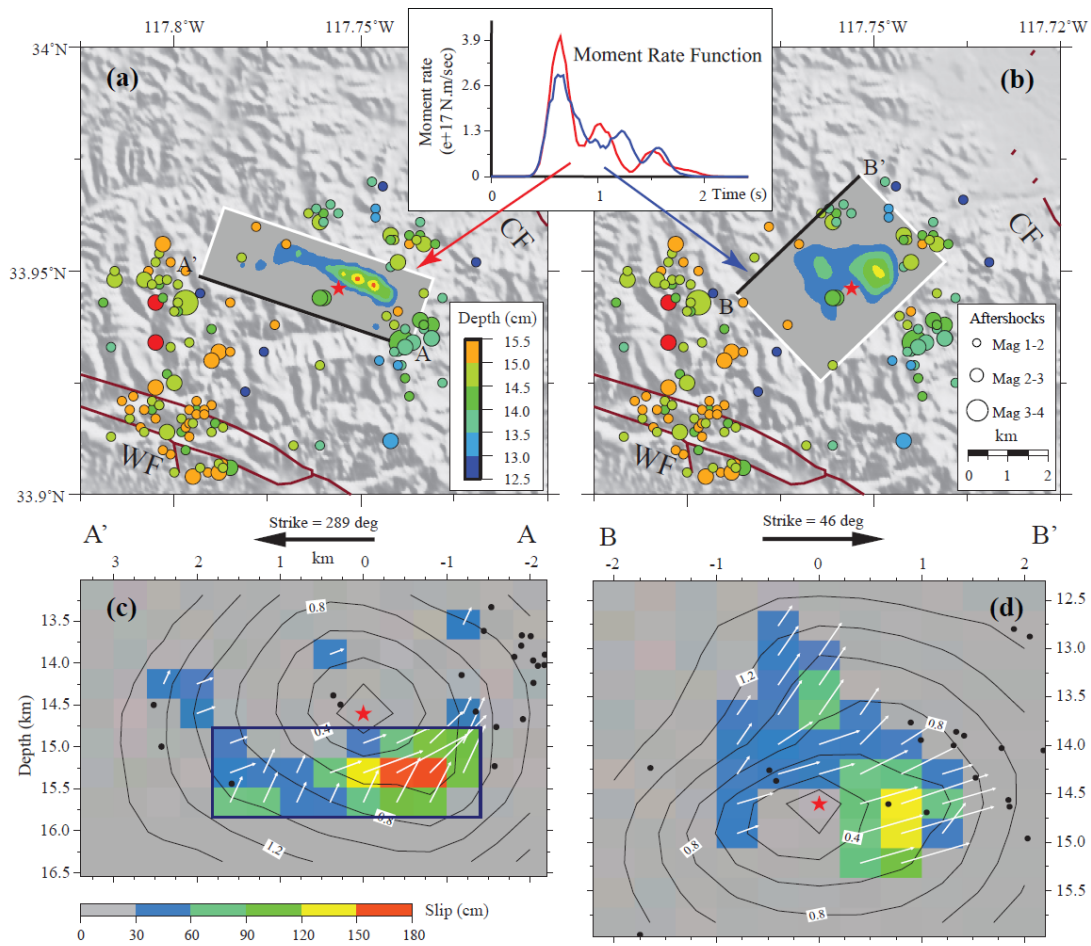 117.8°W
117.75°W
117.75°W
117.72°W
34°N
33.95°N
33.9°N
(a)
3.9
2.6
1.3
0
Moment rate
(e+17 N.m/sec)
Moment Rate Function
0
1
2
Time (s)
(b)
CF
A'
A
WF
Depth (cm)
15.5
15.0
14.5
14.0
13.5
13.0
12.5
B'
B
CF
WF
Aftershocks
Mag 1-2
Mag 2-3
Mag 3-4
km
0
1
2
A'
Strike = 289 deg
A
km
3
2
1
0
-1
-2
(c)
13.5
14.0
14.5
15.0
15.5
16.0
16.5
Depth (km)
0.8
0.4
0.8
1.2
Slip (cm)
0
30
60
90
120
150
180
B
Strike = 46 deg
B'
-2
-1
0
1
2
(d)
12.5
13.0
13.5
14.0
14.5
15.0
15.5
1.2
0.8
0.4
0.8
0.8